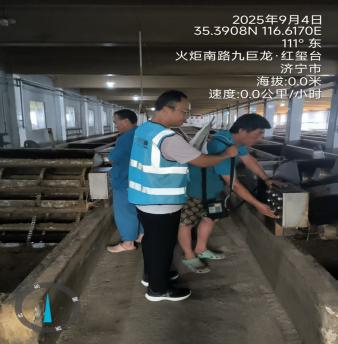 2025年9月4日
35.3908N 116.6170E
111° 东
火炬南路九巨龙·红玺台
济宁市
海拔:0.0米
速度:0.0公里/小时